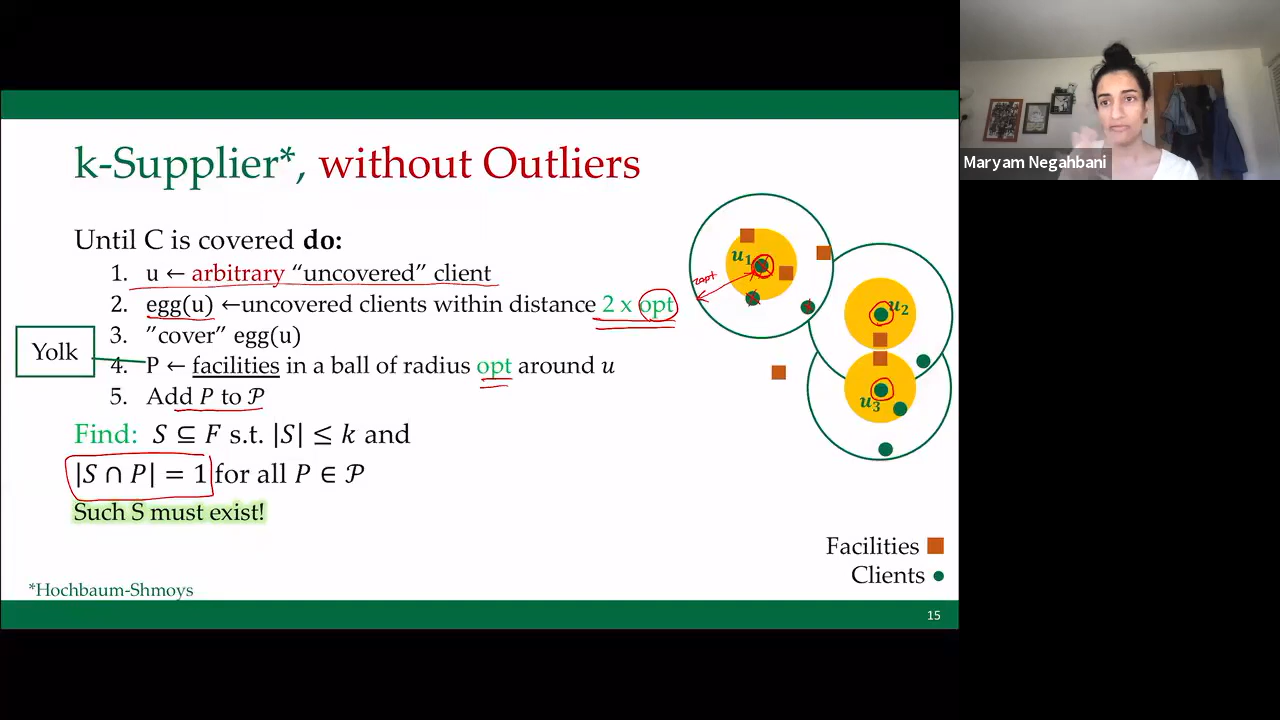 k-Supplier*, without Outliers
Until C is covered do:
1. u ← arbitrary “uncovered” client
2. egg(u) ←uncovered clients within distance 2 x opt
3. ”cover” egg(u)
Yolk
4. P ← facilities in a ball of radius opt around u
5. Add P to 𝒫
Find: S ⊆ F s.t. |S| ≤ k and
|S ∩ P| = 1 for all P ∈ 𝒫
Such S must exist!
*Hochbaum-Shmoys
u₁
2opt
u₂
u₃
Facilities
Clients
15
Maryam Negahbani